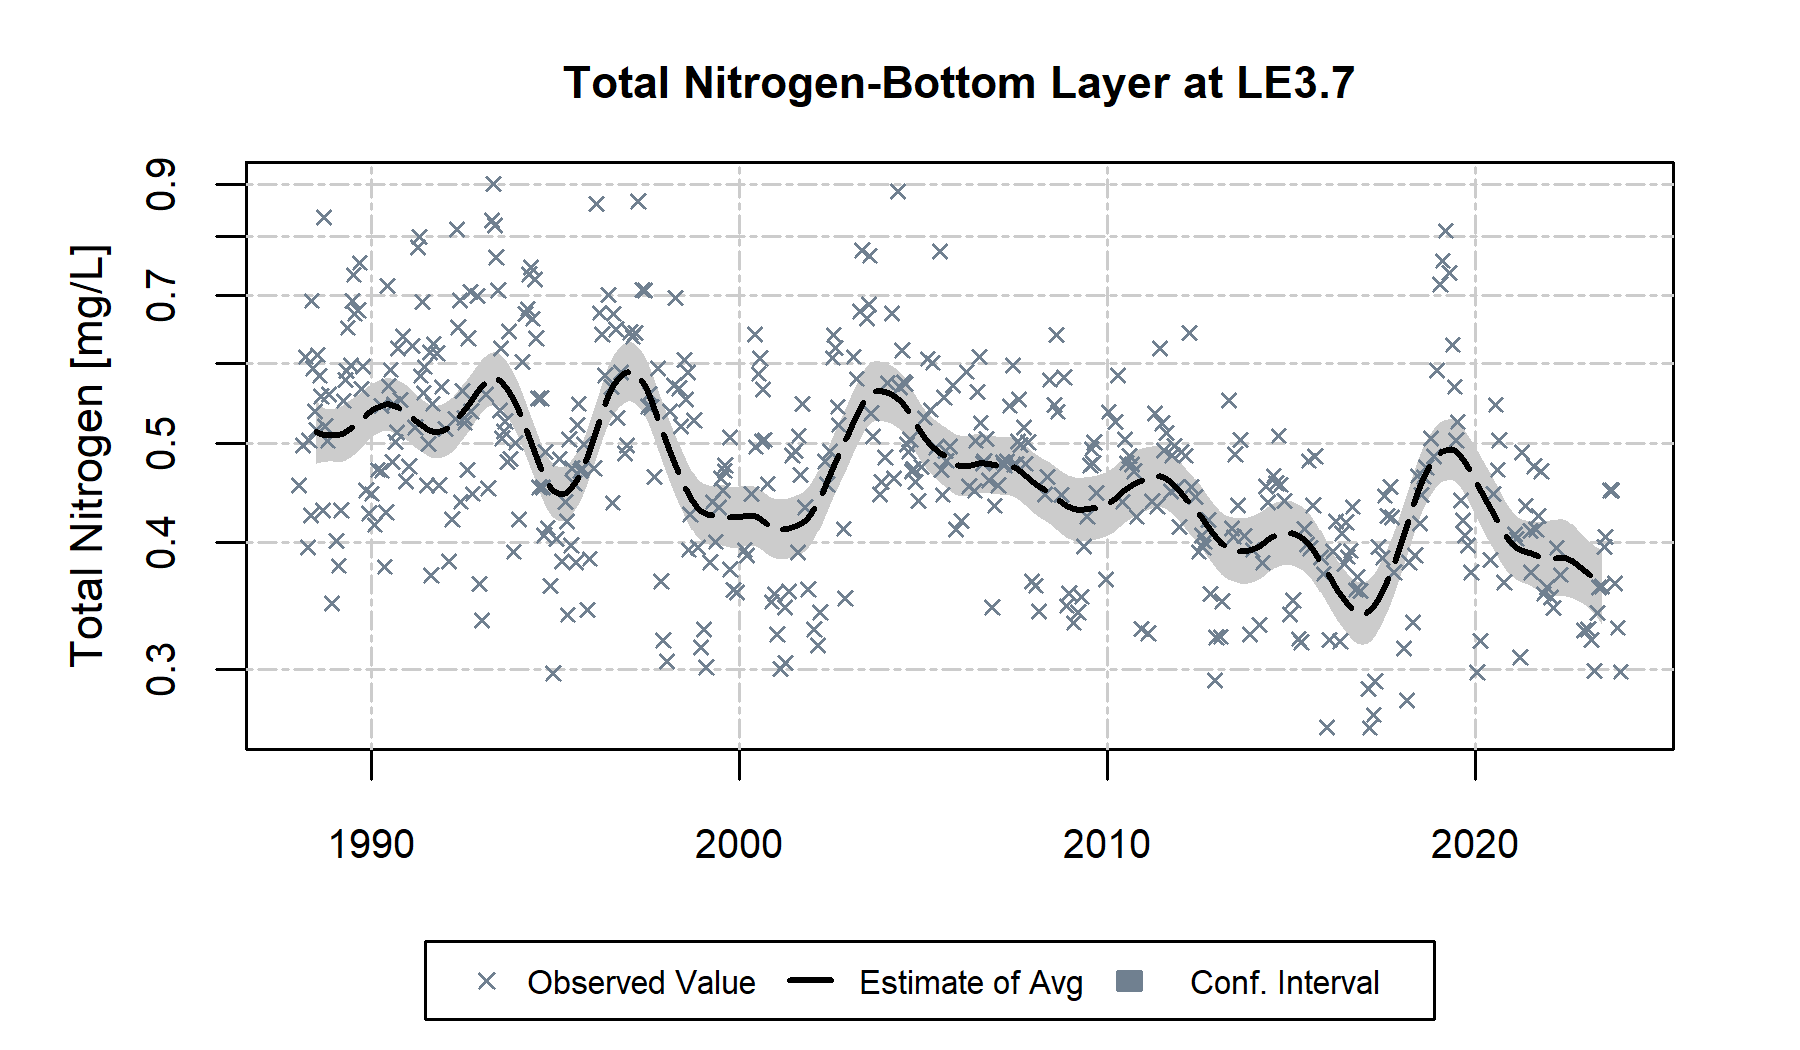 Total Nitrogen-Bottom Layer at LE3.7
Total Nitrogen [mg/L]
0.9
0.7
0.5
0.4
0.3
1990 2000 2010 2020
Observed Value Estimate of Avg Conf. Interval